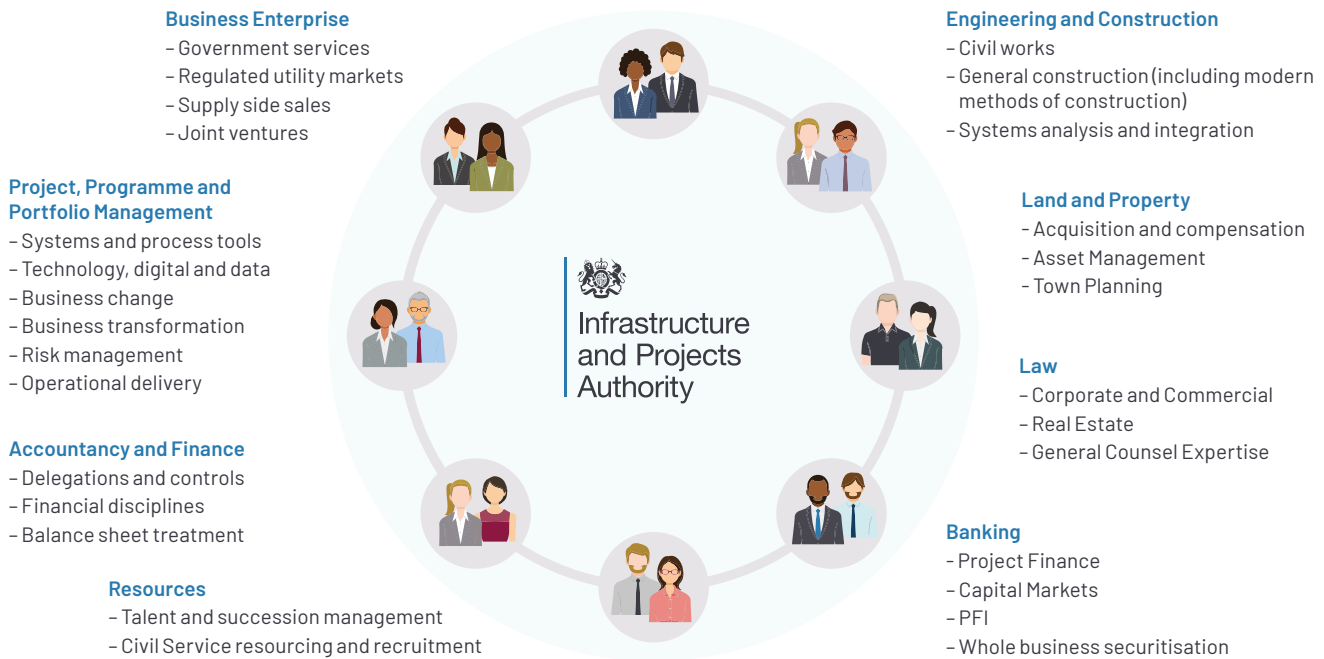 Business Enterprise
– Government services
– Regulated utility markets
– Supply side sales
– Joint ventures
Project, Programme and
Portfolio Management
– Systems and process tools
– Technology, digital and data
– Business change
– Business transformation
– Risk management
– Operational delivery
Accountancy and Finance
– Delegations and controls
– Financial disciplines
– Balance sheet treatment
Resources
– Talent and succession management
– Civil Service resourcing and recruitment
Infrastructure
and Projects
Authority
Engineering and Construction
– Civil works
– General construction (including modern
methods of construction)
– Systems analysis and integration
Land and Property
- Acquisition and compensation
- Asset Management
- Town Planning
Law
– Corporate and Commercial
– Real Estate
– General Counsel Expertise
Banking
- Project Finance
– Capital Markets
– PFI
– Whole business securitisation